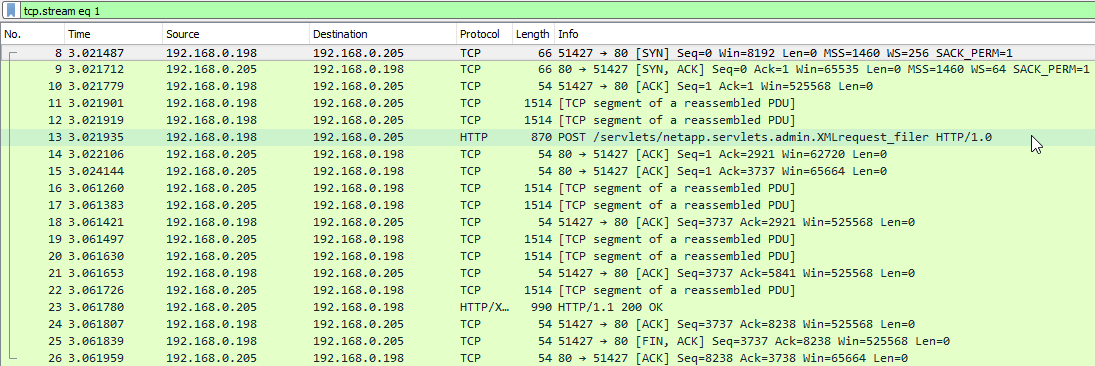 tcp.stream eq 1
No. Time Source Destination Protocol Length Info
8 3.021487 192.168.0.198 192.168.0.205 TCP 66 51427 → 80 [SYN] Seq=0 Win=8192 Len=0 MSS=1460 WS=256 SACK_PERM=1
9 3.021712 192.168.0.205 192.168.0.198 TCP 66 80 → 51427 [SYN, ACK] Seq=0 Ack=1 Win=65535 Len=0 MSS=1460 WS=64 SACK_PERM=1
10 3.021779 192.168.0.198 192.168.0.205 TCP 54 51427 → 80 [ACK] Seq=1 Ack=1 Win=525568 Len=0
11 3.021901 192.168.0.198 192.168.0.205 TCP 1514 [TCP segment of a reassembled PDU]
12 3.021919 192.168.0.198 192.168.0.205 TCP 1514 [TCP segment of a reassembled PDU]
13 3.021935 192.168.0.198 192.168.0.205 HTTP 870 POST /servlets/netapp.servlets.admin.XMLrequest_filer HTTP/1.0
14 3.022106 192.168.0.205 192.168.0.198 TCP 54 80 → 51427 [ACK] Seq=1 Ack=2921 Win=62720 Len=0
15 3.024144 192.168.0.205 192.168.0.198 TCP 54 80 → 51427 [ACK] Seq=1 Ack=3737 Win=65664 Len=0
16 3.061260 192.168.0.205 192.168.0.198 TCP 1514 [TCP segment of a reassembled PDU]
17 3.061383 192.168.0.205 192.168.0.198 TCP 1514 [TCP segment of a reassembled PDU]
18 3.061421 192.168.0.198 192.168.0.205 TCP 54 51427 → 80 [ACK] Seq=3737 Ack=2921 Win=525568 Len=0
19 3.061497 192.168.0.205 192.168.0.198 TCP 1514 [TCP segment of a reassembled PDU]
20 3.061630 192.168.0.205 192.168.0.198 TCP 1514 [TCP segment of a reassembled PDU]
21 3.061653 192.168.0.198 192.168.0.205 TCP 54 51427 → 80 [ACK] Seq=3737 Ack=5841 Win=525568 Len=0
22 3.061726 192.168.0.205 192.168.0.198 TCP 1514 [TCP segment of a reassembled PDU]
23 3.061780 192.168.0.205 192.168.0.198 HTTP/X… 990 HTTP/1.1 200 OK
24 3.061807 192.168.0.198 192.168.0.205 TCP 54 51427 → 80 [ACK] Seq=3737 Ack=8238 Win=525568 Len=0
25 3.061839 192.168.0.198 192.168.0.205 TCP 54 51427 → 80 [FIN, ACK] Seq=3737 Ack=8238 Win=525568 Len=0
26 3.061959 192.168.0.205 192.168.0.198 TCP 54 80 → 51427 [ACK] Seq=8238 Ack=3738 Win=65664 Len=0